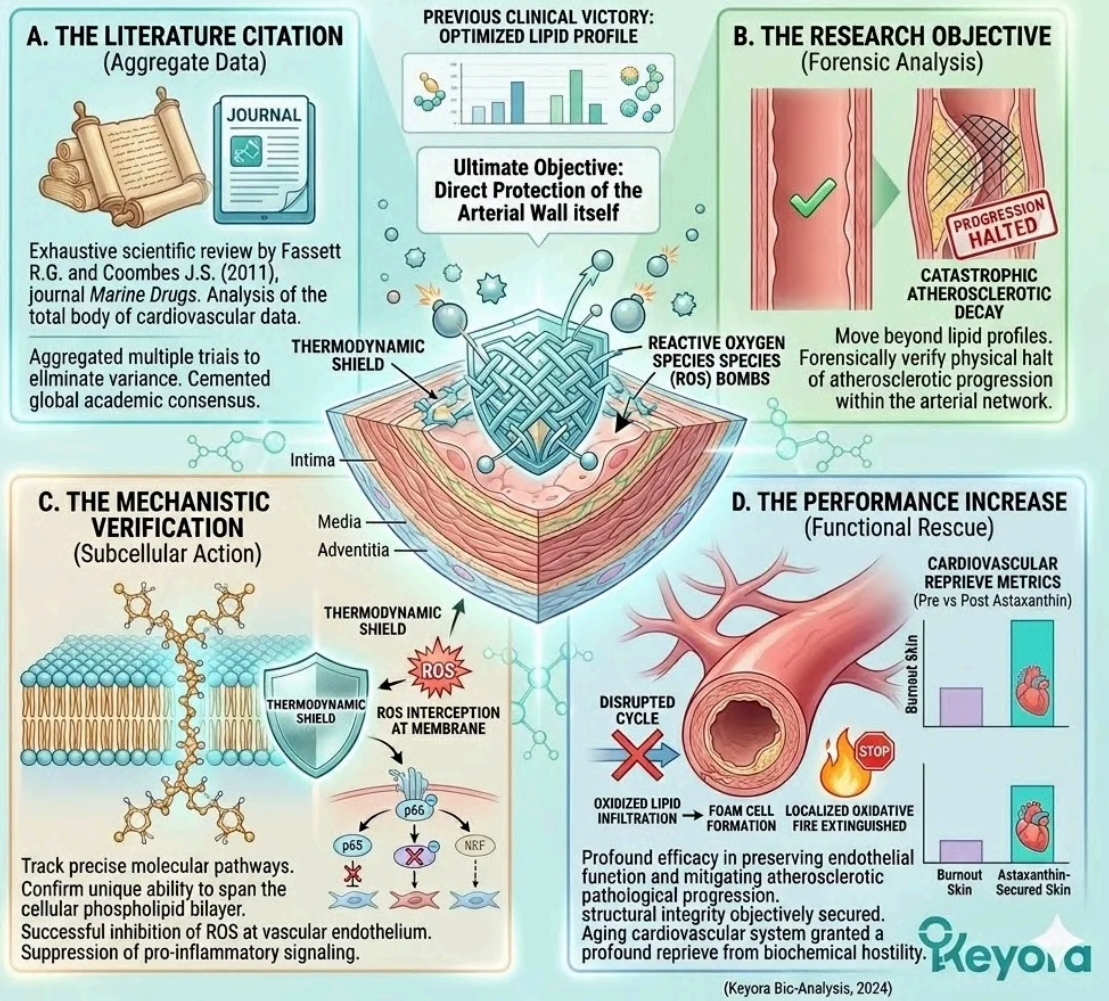 A. THE LITERATURE CITATION
(Aggregate Data)
JOURNAL
Exhaustive scientific review by Fassett
R.G. and Coombes J.S. (2011),
journal Marine Drugs. Analysis of the
total body of cardiovascular data.
Aggregated multiple trials to
ellminate variance. Cemented
global academic consensus.
PREVIOUS CLINICAL VICTORY:
OPTIMIZED LIPID PROFILE
Ultimate Objective:
Direct Protection of the
Arterial Wall itself
THERMODYNAMIC
SHIELD
REACTIVE OXYGEN
SPECIES SPECIES
(ROS) BOMBS
Intima
Media
Adventitia
B. THE RESEARCH OBJECTIVE
(Forensic Analysis)
PROGRESSION
HALTED
CATASTROPHIC
ATHEROSCLEROTIC
DECAY
Move beyond lipid profiles.
Forensically verify physical halt
of atherosclerotic progression
within the arterial network.
C. THE MECHANISTIC
VERIFICATION
(Subcellular Action)
THERMODYNAMIC
SHIELD
ROS
THERMODYNAMIC
SHIELD
ROS INTERCEPTION
AT MEMBRANE
p66
p65
NRF
Track precise molecular pathways.
Confirm unique ability to span the
cellular phospholipid bilayer.
Successful inhibition of ROS at vascular endothelium.
Suppression of pro-inflammatory signaling.
D. THE PERFORMANCE INCREASE
(Functional Rescue)
CARDIOVASCULAR
REPRIEVE METRICS
(Pre vs Post Astaxanthin)
Burnout Skin
DISRUPTED
CYCLE
STOP
OXIDIZED LIPID
INFILTRATION
FOAM CELL
FORMATION
LOCALIZED OXIDATIVE
FIRE EXTINGUISHED
Burnout
Skin
Astaxanthin-
Secured Skin
Profound efficacy in preserving endothelial
function and mitigating atherosclerotic
pathological progression.
structural integrity objectively secured.
Aging cardiovascular system granted a
profound reprieve from biochemical hostility.
Keyora
(Keyora Bic-Analysis, 2024)